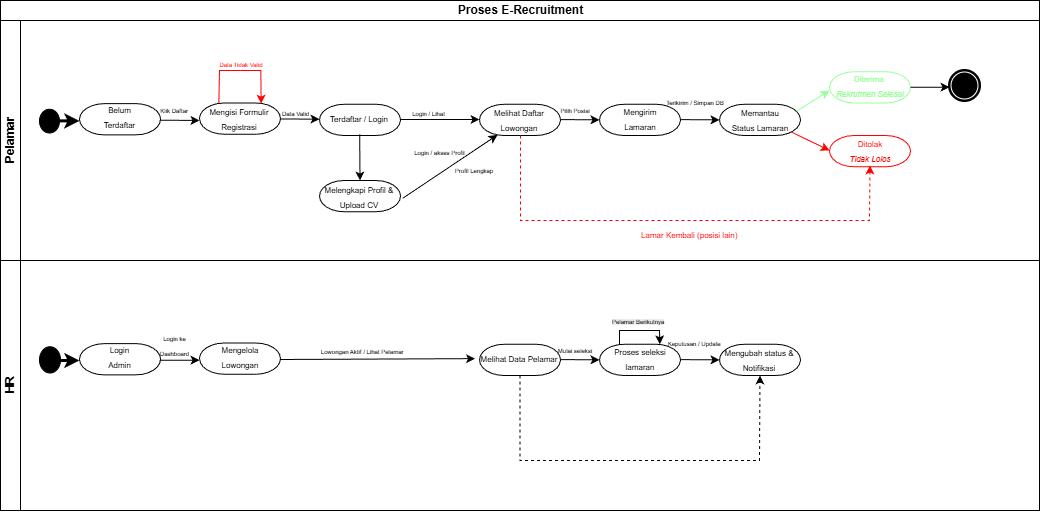 Proses E-Recruitment
Pelamar
Data Tidak Valid
Belum
Terdaftar
Klik Daftar
Mengisi Formulir
Registrasi
Data Valid
Terdaftar / Login
Login / Lihat
Melihat Daftar
Lowongan
Pilih Posisi
Mengirim
Lamaran
Terikirim / Simpan DB
Memantau
Status Lamaran
Diterima
Rekrutmen Selesai
Ditolak
Tidak Lolos
Login / akses Profil
Profil Lengkap
Melengkapi Profil &
Upload CV
Lamar Kembali (posisi lain)
HR
Login
Admin
Login ke
Dashboard
Mengelola
Lowongan
Lowongan Aktif / Lihat Pelamar
Melihat Data Pelamar
Mulai seleksi
Pelamar Berikutnya
Proses seleksi
lamaran
Keputusan / Update
Mengubah status &
Notifikasi